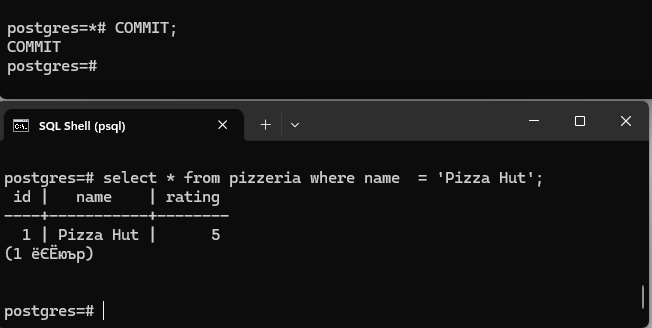 postgres=*# COMMIT;
COMMIT
postgres=#
SQL Shell (psql)
postgres=# select * from pizzeria where name  = 'Pizza Hut';
 id |   name    | rating
----+-----------+--------
  1 | Pizza Hut |      5
(1 ёЄЁюър)
postgres=#